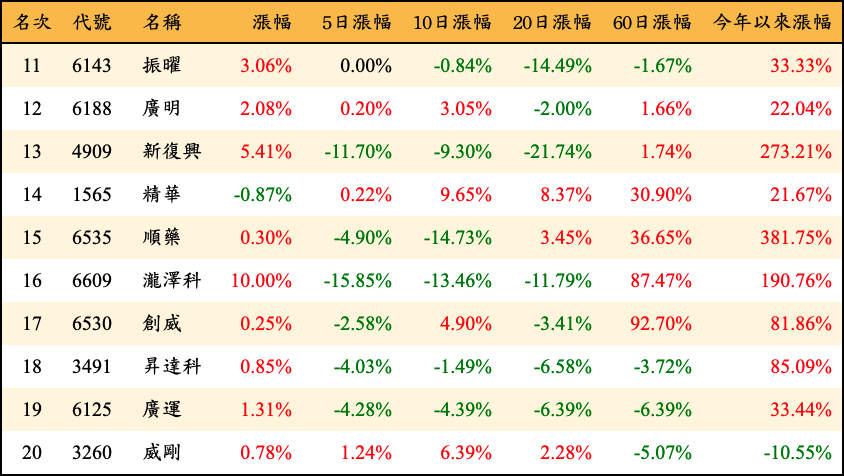 名次 代號 名稱 漲幅 5日漲幅 10日漲幅 20日漲幅 60日漲幅 今年以來漲幅
11 6143 振曜 3.06% 0.00% -0.84% -14.49% -1.67% 33.33%
12 6188 廣明 2.08% 0.20% 3.05% -2.00% 1.66% 22.04%
13 4909 新復興 5.41% -11.70% -9.30% -21.74% 1.74% 273.21%
14 1565 精華 -0.87% 0.22% 9.65% 8.37% 30.90% 21.67%
15 6535 順藥 0.30% -4.90% -14.73% 3.45% 36.65% 381.75%
16 6609 瀧澤科 10.00% -15.85% -13.46% -11.79% 87.47% 190.76%
17 6530 創威 0.25% -2.58% 4.90% -3.41% 92.70% 81.86%
18 3491 昇達科 0.85% -4.03% -1.49% -6.58% -3.72% 85.09%
19 6125 廣運 1.31% -4.28% -4.39% -6.39% -6.39% 33.44%
20 3260 威剛 0.78% 1.24% 6.39% 2.28% -5.07% -10.55%